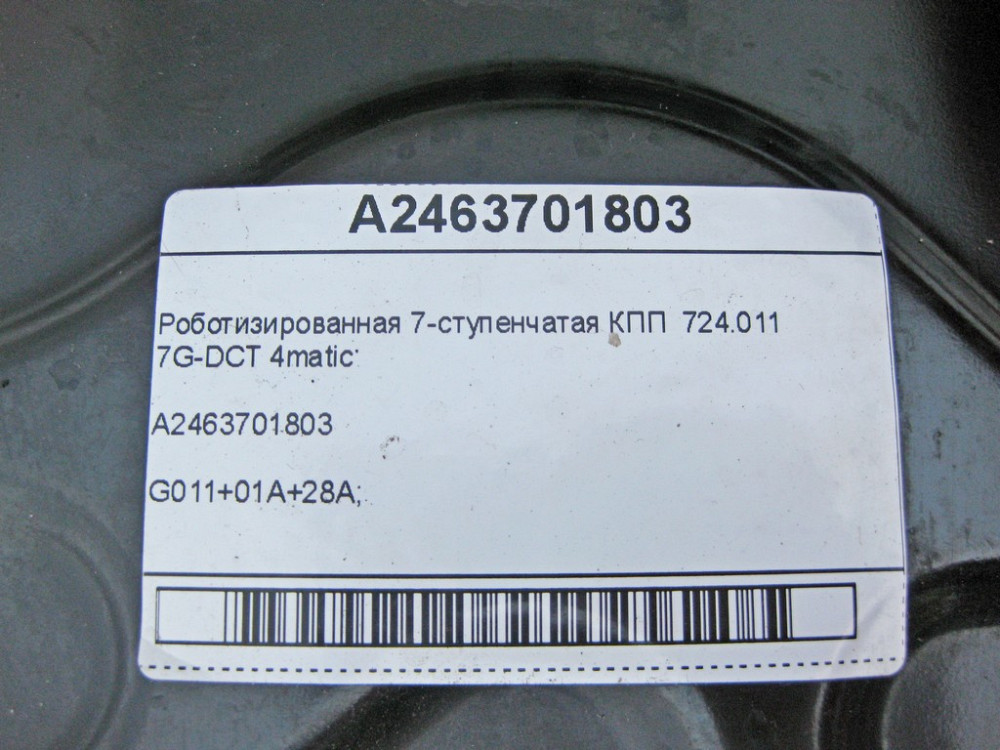 A2463701803
Роботизированная 7-ступенчатая КПП 724.011
7G-DCT 4matic:
A2463701803
G011+01A+28A;